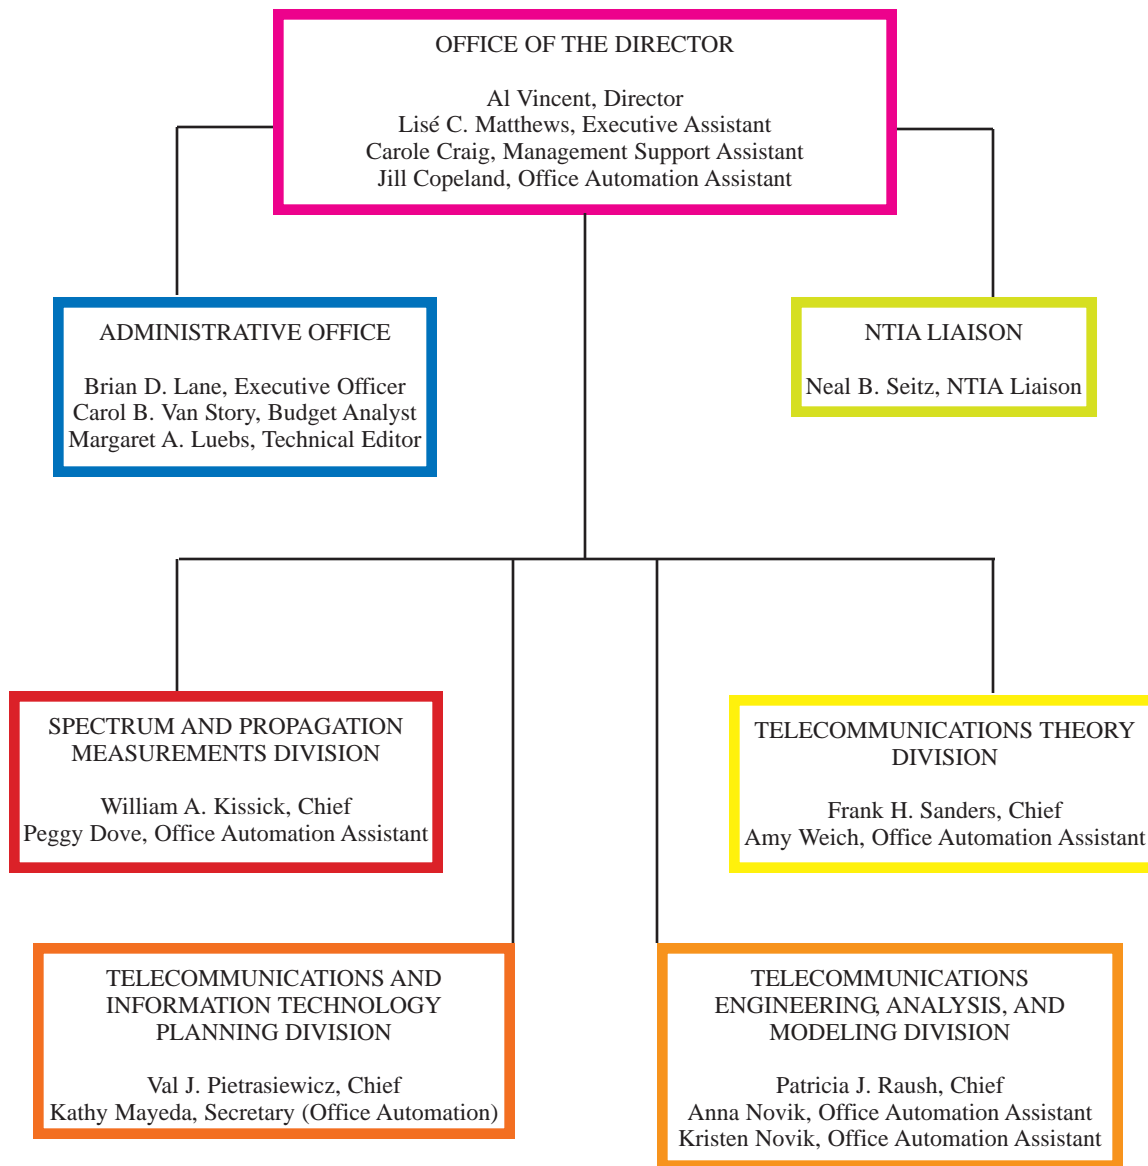 OFFICE OF THE DIRECTOR
Al Vincent, Director
Lisé C. Matthews, Executive Assistant
Carole Craig, Management Support Assistant
Jill Copeland, Office Automation Assistant
ADMINISTRATIVE OFFICE
Brian D. Lane, Executive Officer
Carol B. Van Story, Budget Analyst
Margaret A. Luebs, Technical Editor
NTIA LIAISON
Neal B. Seitz, NTIA Liaison
SPECTRUM AND PROPAGATION
MEASUREMENTS DIVISION
William A. Kissick, Chief
Peggy Dove, Office Automation Assistant
TELECOMMUNICATIONS THEORY
DIVISION
Frank H. Sanders, Chief
Amy Weich, Office Automation Assistant
TELECOMMUNICATIONS AND
INFORMATION TECHNOLOGY
PLANNING DIVISION
Val J. Pietrasiewicz, Chief
Kathy Mayeda, Secretary (Office Automation)
TELECOMMUNICATIONS
ENGINEERING, ANALYSIS, AND
MODELING DIVISION
Patricia J. Raush, Chief
Anna Novik, Office Automation Assistant
Kristen Novik, Office Automation Assistant